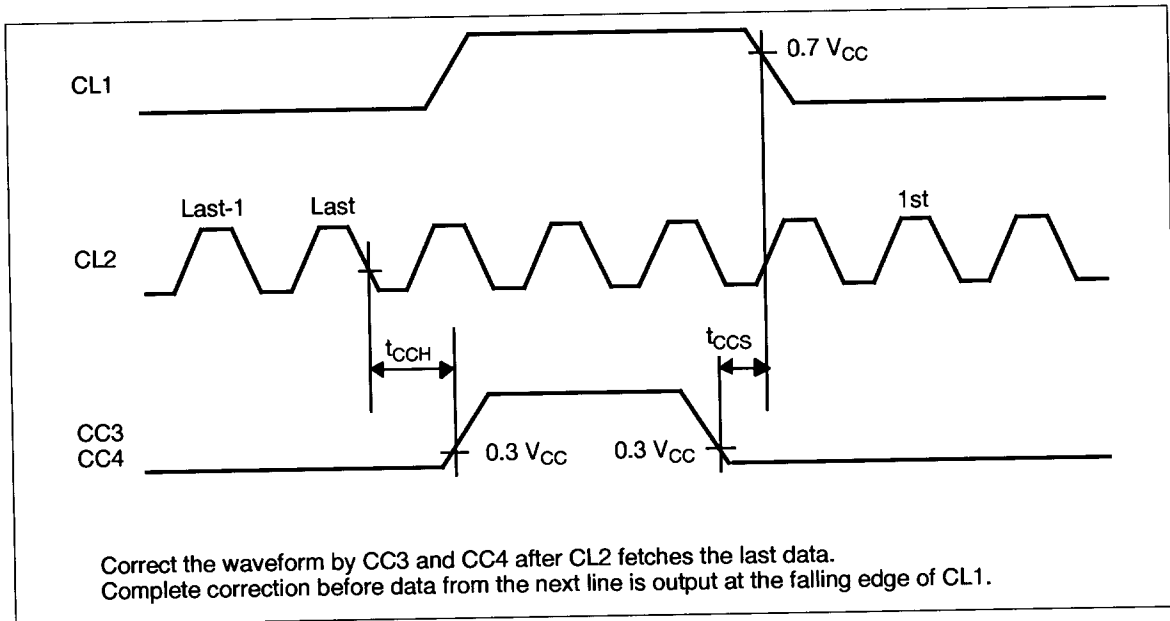 CL1
0.7 VCC
Last-1 Last 1st
CL2
tCCH tCCS
CC3
CC4
0.3 VCC 0.3 VCC
Correct the waveform by CC3 and CC4 after CL2 fetches the last data.
Complete correction before data from the next line is output at the falling edge of CL1.